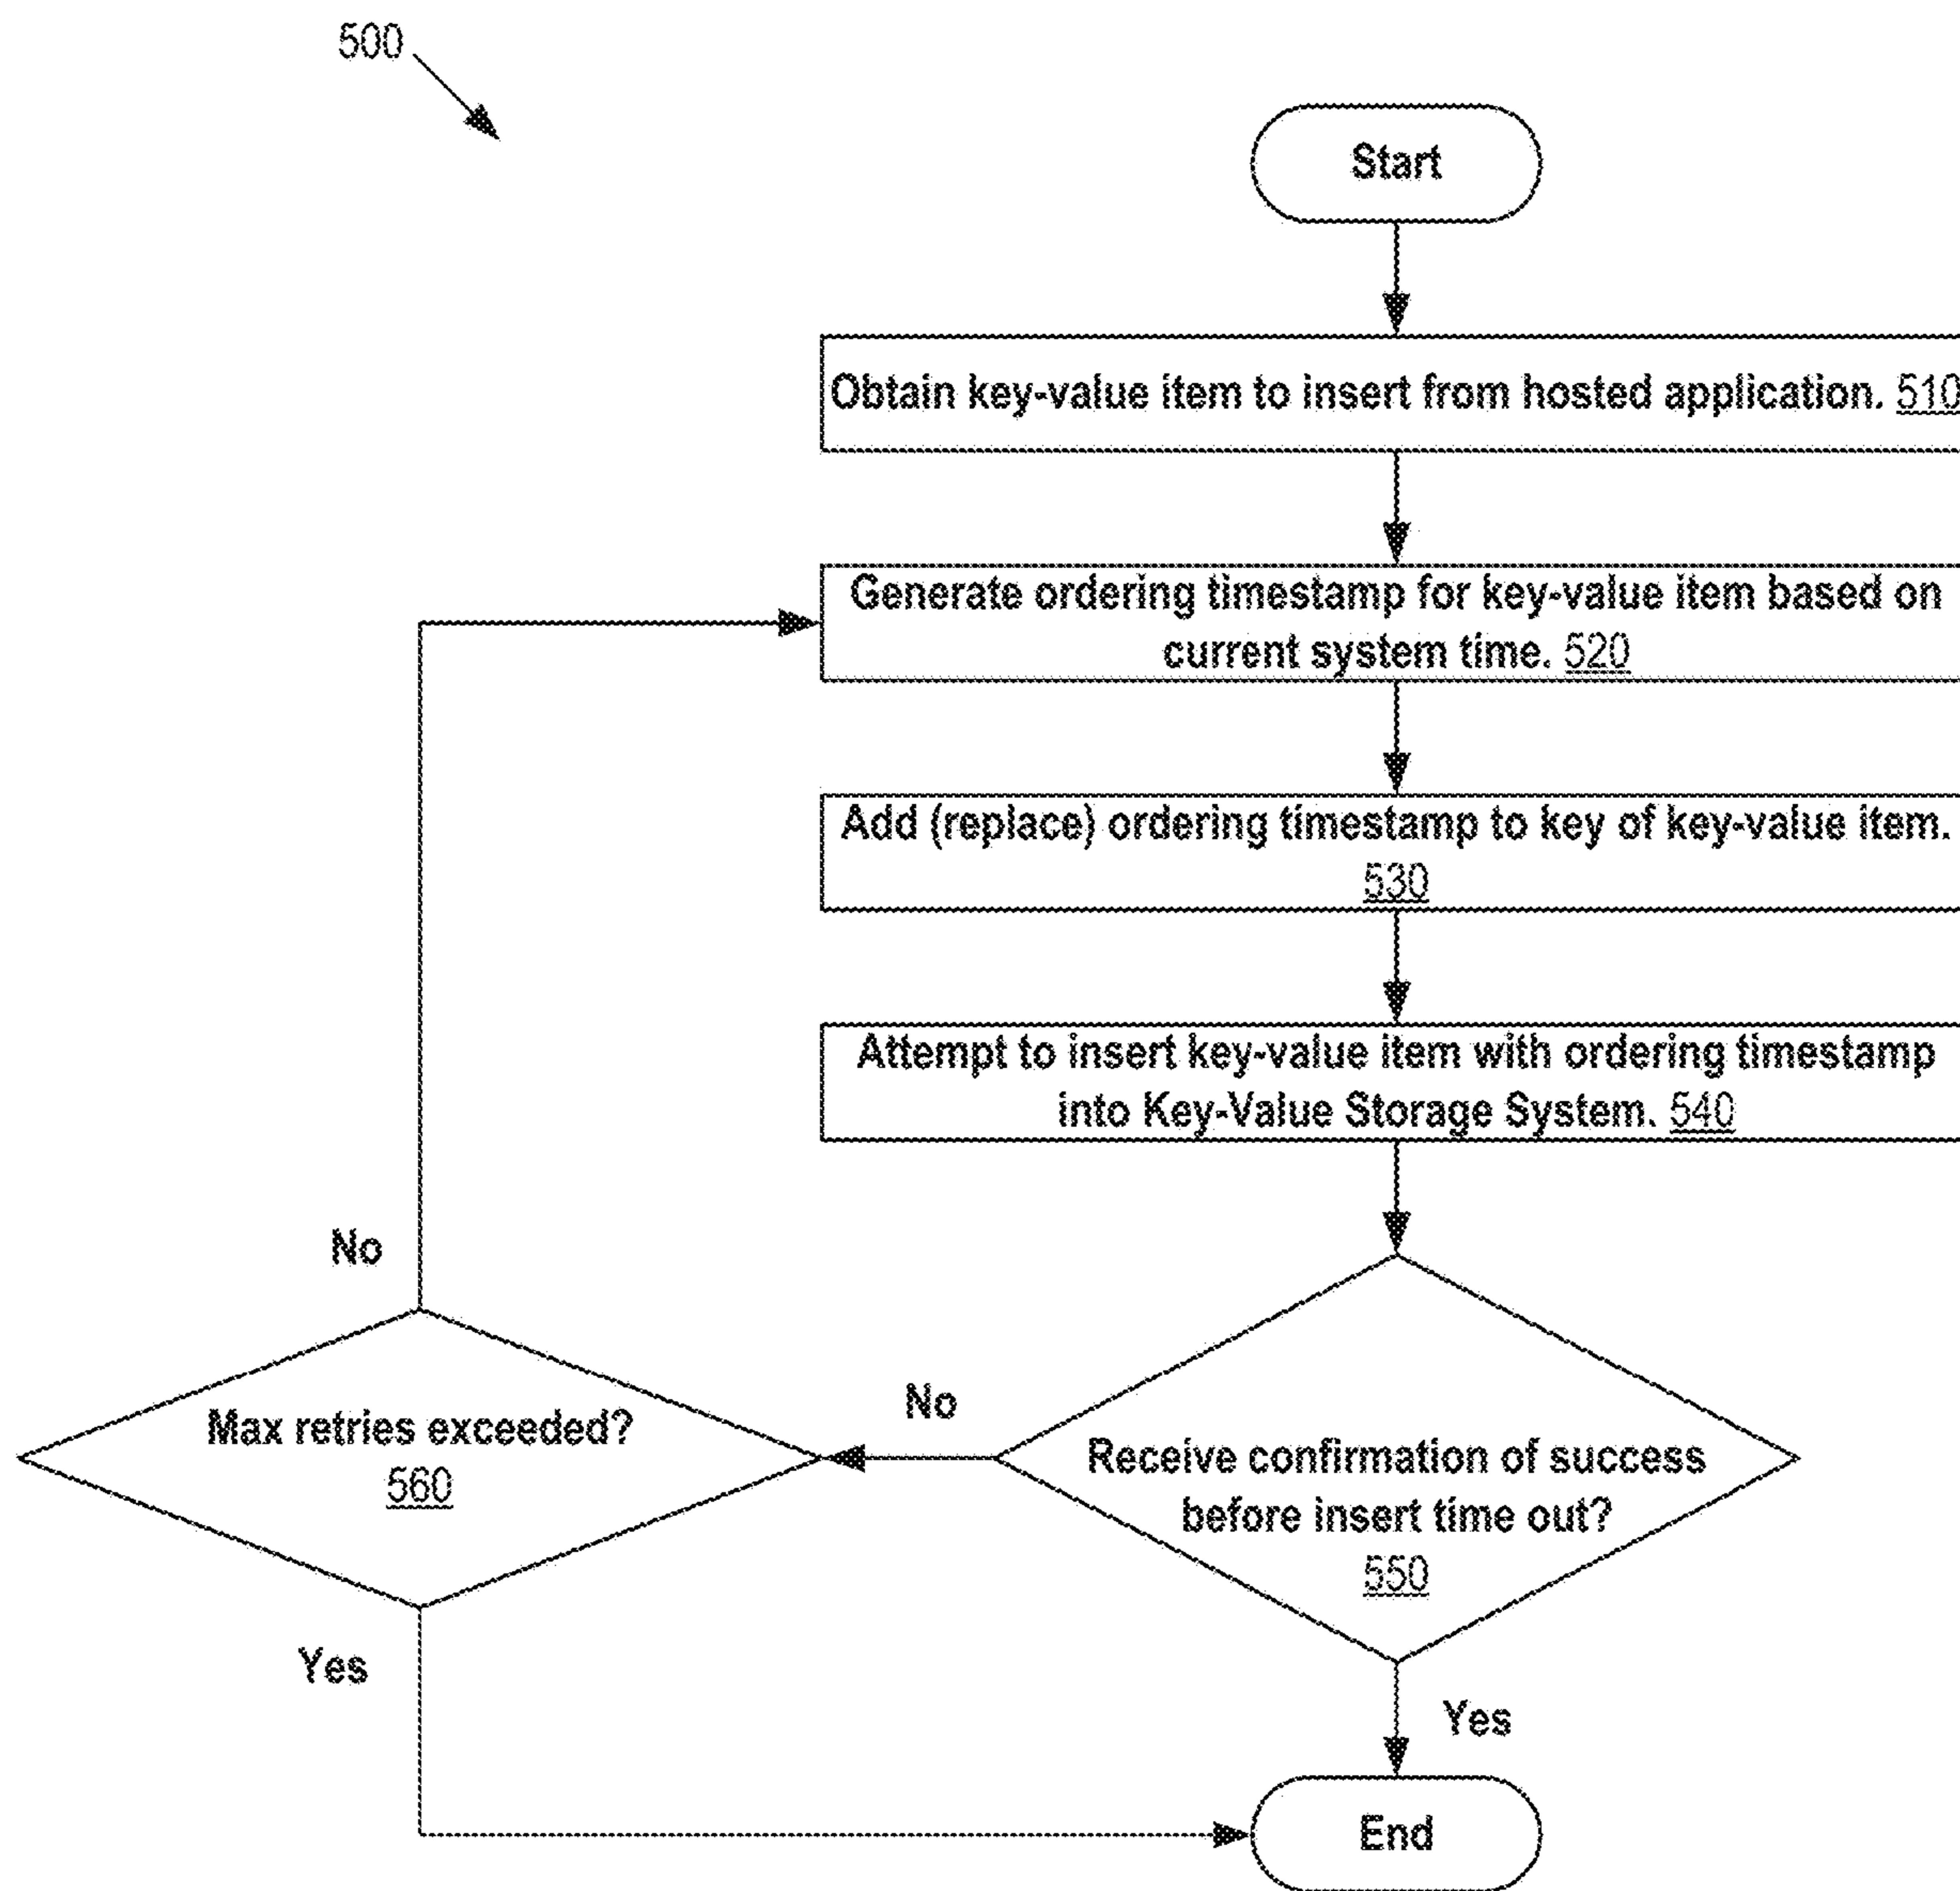 500
Start
Obtain key-value item to insert from hosted application. 510
Generate ordering timestamp for key-value item based on
current system time. 520
Add (replace) ordering timestamp to key of key-value item.
530
Attempt to insert key-value item with ordering timestamp
into Key-Value Storage System. 540
No
No
Max retries exceeded?
560
Receive confirmation of success
before insert time out?
550
Yes
Yes
End